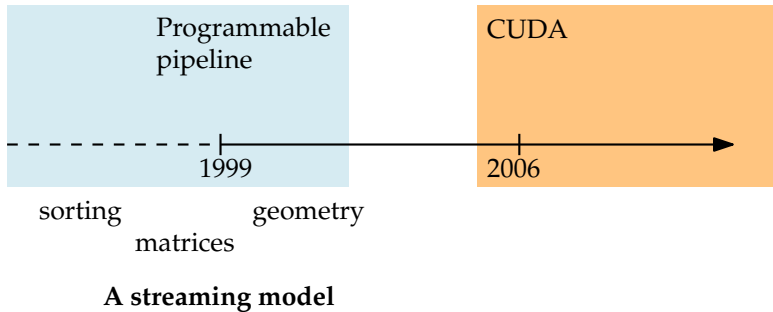 Programmable
pipeline
CUDA
1999
2006
sorting
geometry
matrices
A streaming model